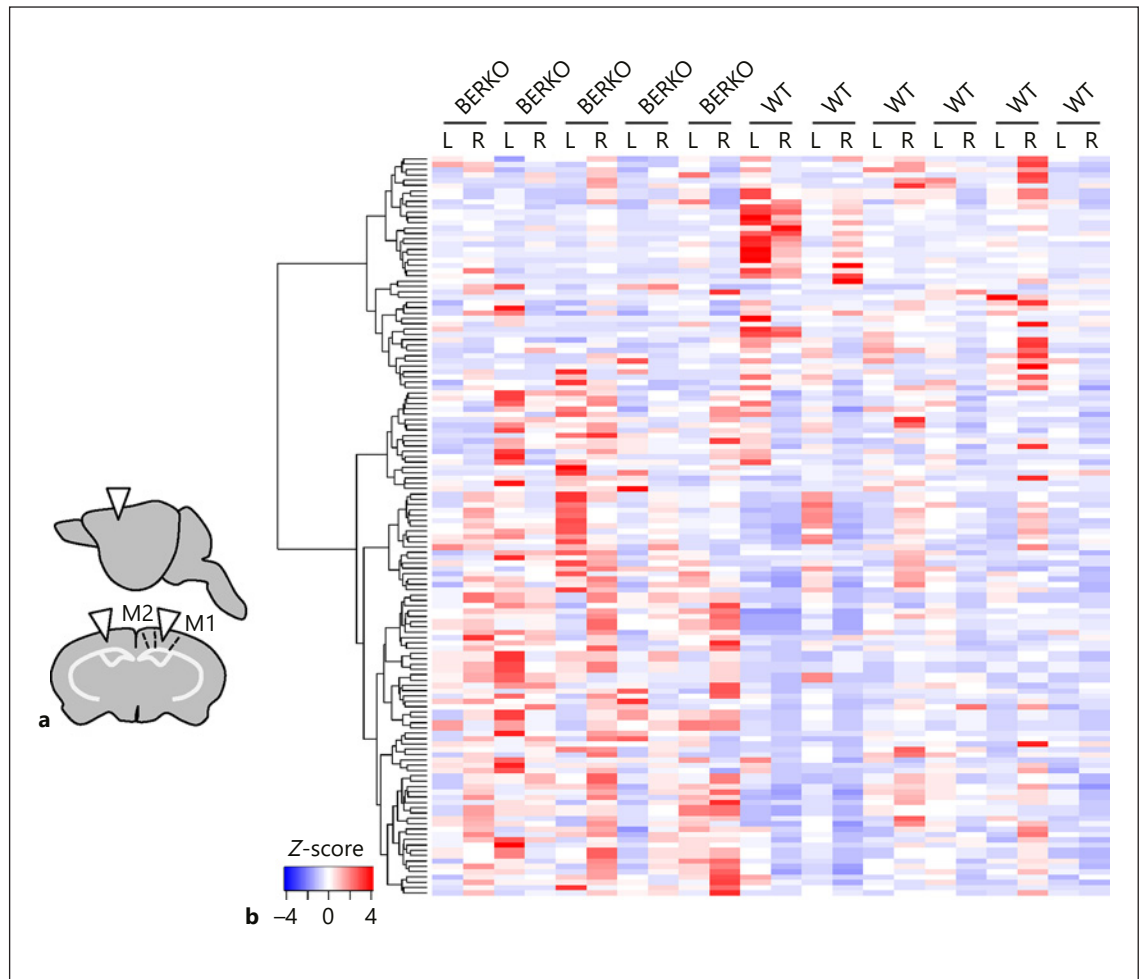 BERKO BERKO BERKO BERKO BERKO WT WT WT WT WT WT
L R L R L R L R L R L R L R L R L R L R L R
M2 M1
a
Z-score
b −4 0 4